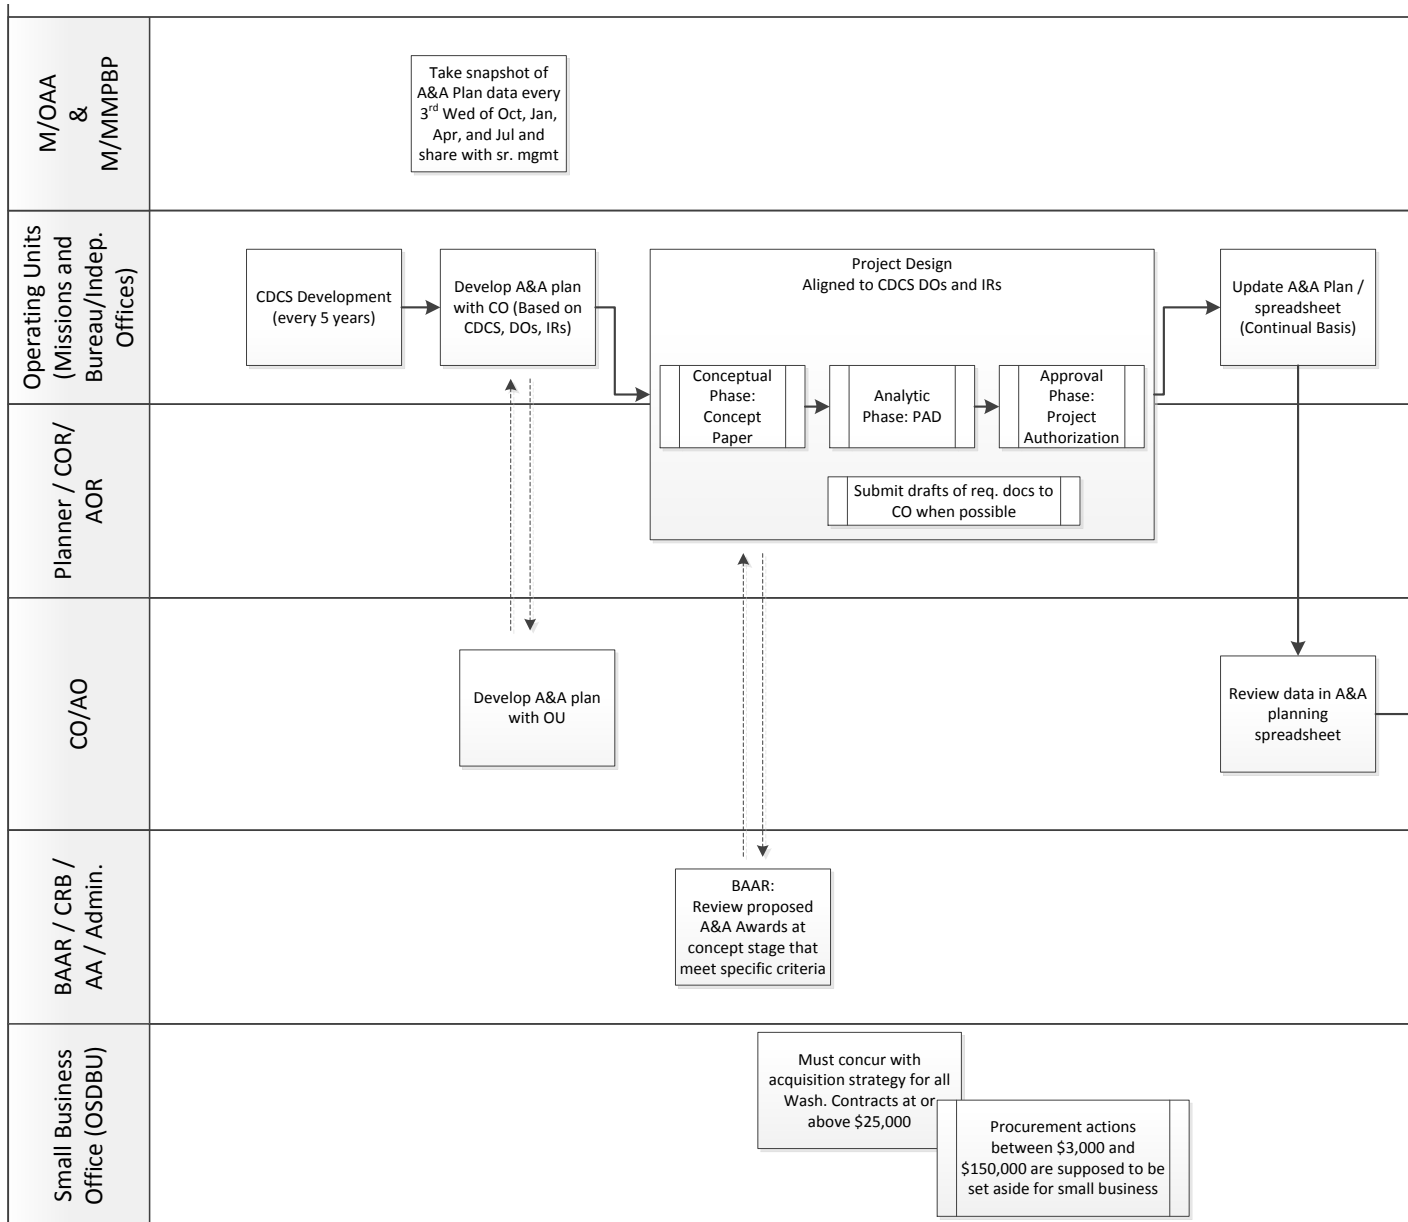 M/OAA
&
M/MMPBP
Take snapshot of
A&A Plan data every
3rd Wed of Oct, Jan,
Apr, and Jul and
share with sr. mgmt
Operating Units
(Missions and
Bureau/Indep.
Offices)
CDCS Development
(every 5 years)
Develop A&A plan
with CO (Based on
CDCS, DOs, IRs)
Project Design
Aligned to CDCS DOs and IRs
Conceptual
Phase:
Concept
Paper
Analytic
Phase: PAD
Approval
Phase:
Project
Authorization
Update A&A Plan /
spreadsheet
(Continual Basis)
Planner / COR/
AOR
Submit drafts of req. docs to
CO when possible
CO/AO
Develop A&A plan
with OU
Review data in A&A
planning
spreadsheet
BAAR / CRB /
AA / Admin.
BAAR:
Review proposed
A&A Awards at
concept stage that
meet specific criteria
Small Business
Office (OSDBU)
Must concur with
acquisition strategy for all
Wash. Contracts at or
above $25,000
Procurement actions
between $3,000 and
$150,000 are supposed to be
set aside for small business